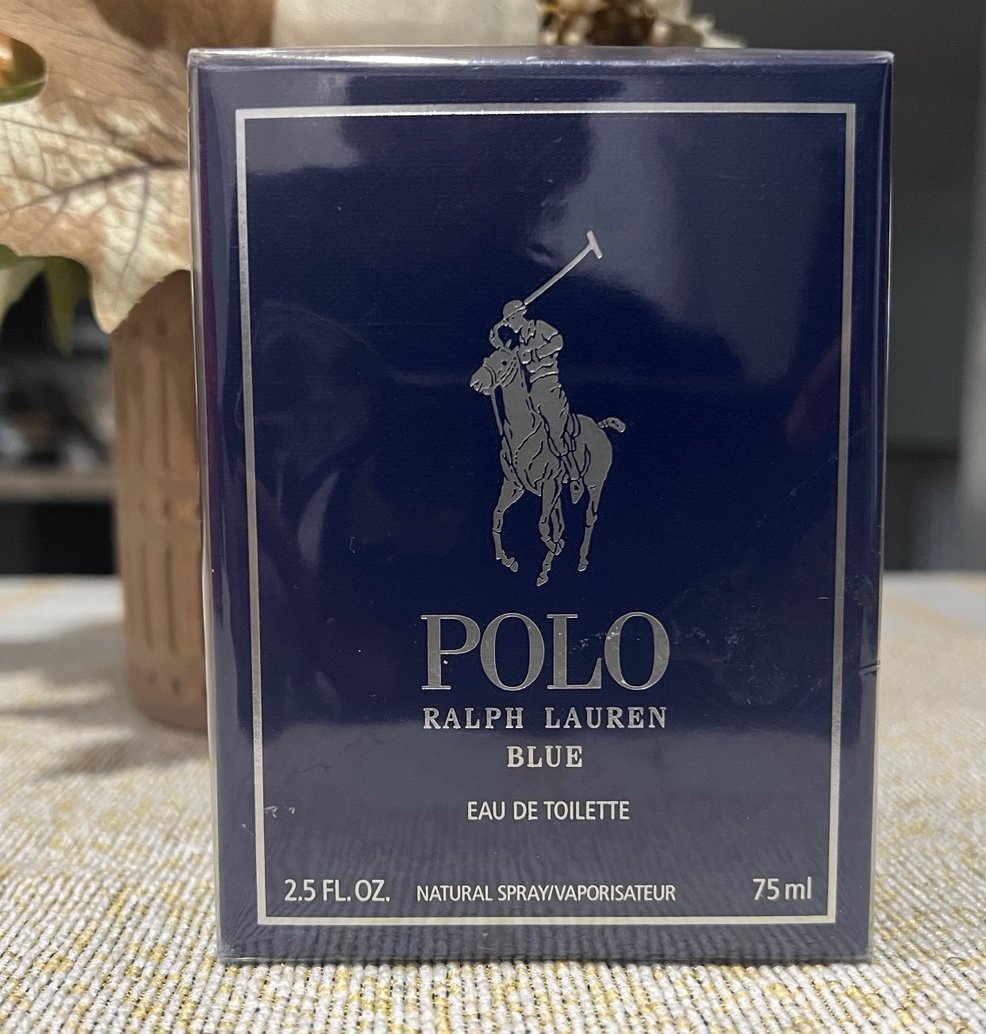 POLO
RALPH LAUREN
BLUE
EAU DE TOILETTE
2.5 FL. OZ. NATURAL SPRAY/VAPORISATEUR 75 ml